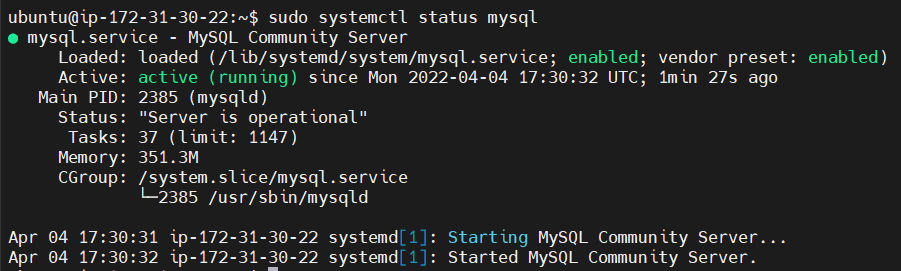 ubuntu@ip-172-31-30-22:~$ sudo systemctl status mysql
● mysql.service - MySQL Community Server
Loaded: loaded (/lib/systemd/system/mysql.service; enabled; vendor preset: enabled)
Active: active (running) since Mon 2022-04-04 17:30:32 UTC; 1min 27s ago
Main PID: 2385 (mysqld)
Status: "Server is operational"
Tasks: 37 (limit: 1147)
Memory: 351.3M
CGroup: /system.slice/mysql.service
└─2385 /usr/sbin/mysqld
Apr 04 17:30:31 ip-172-31-30-22 systemd[1]: Starting MySQL Community Server...
Apr 04 17:30:32 ip-172-31-30-22 systemd[1]: Started MySQL Community Server.